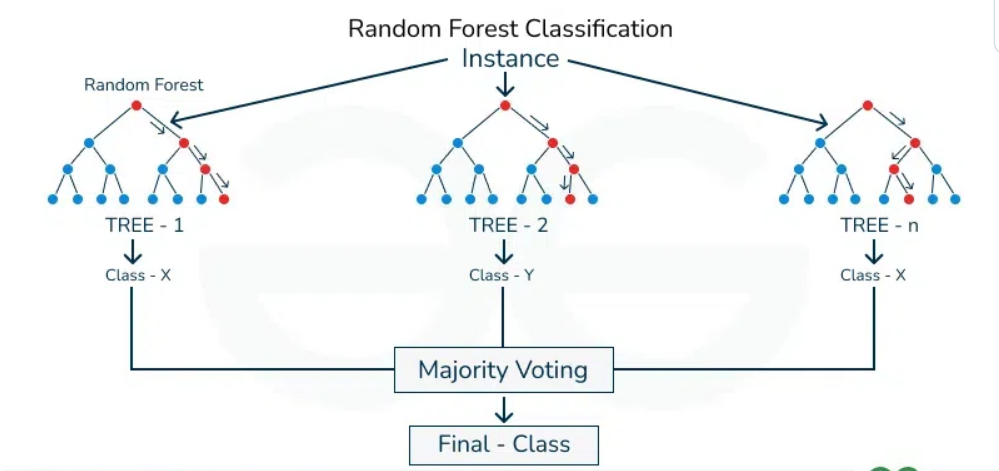 Random Forest Classification
Instance
Random Forest
TREE - 1
TREE - 2
TREE - n
Class - X
Class - Y
Class - X
Majority Voting
Final - Class